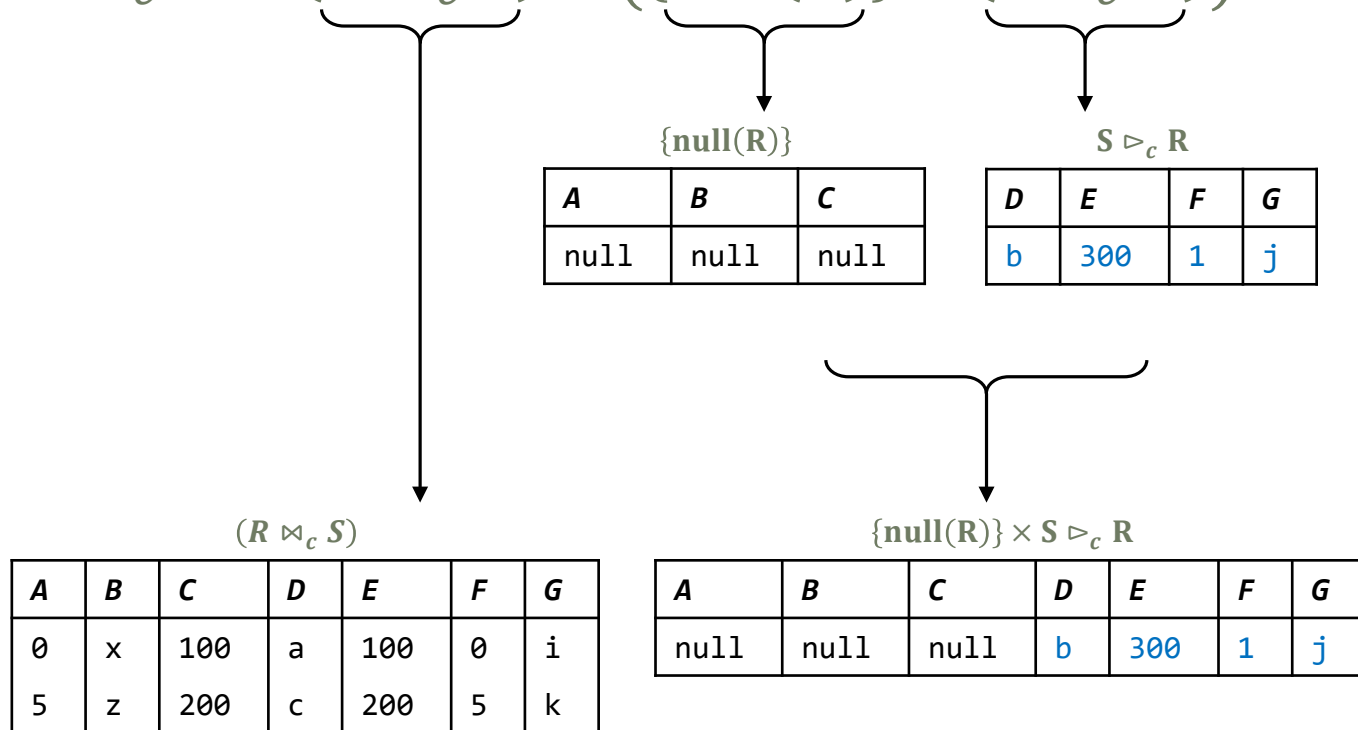 {null(R)} S ⊳c R
A B C D E F G
null null null b 300 1 j
(R ⋈c S) {null(R)} × S ⊳c R
A B C D E F G A B C D E F G
0 x 100 a 100 0 i null null null b 300 1 j
5 z 200 c 200 5 k